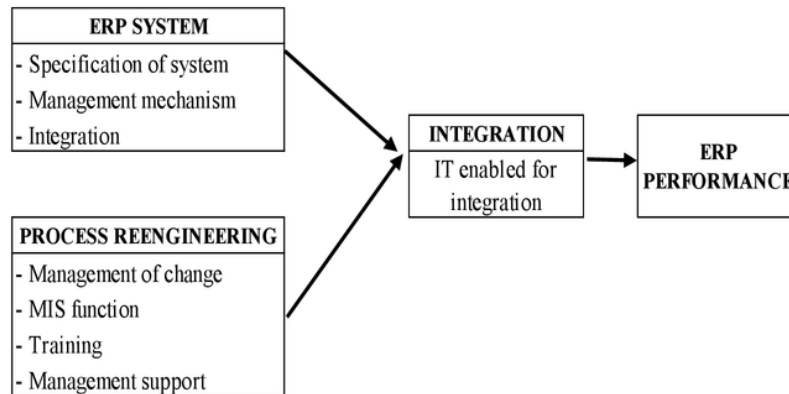 ERP SYSTEM
- Specification of system
- Management mechanism
- Integration
PROCESS REENGINEERING
- Management of change
- MIS function
- Training
- Management support
INTEGRATION
IT enabled for
integration
ERP
PERFORMANCE